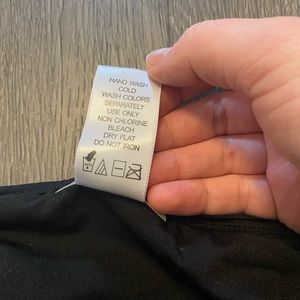 HAND WASH
COLD
WASH COLORS
SEPARATELY
USE ONLY
NON CHLORINE
BLEACH
DRY FLAT
DO NOT IRON